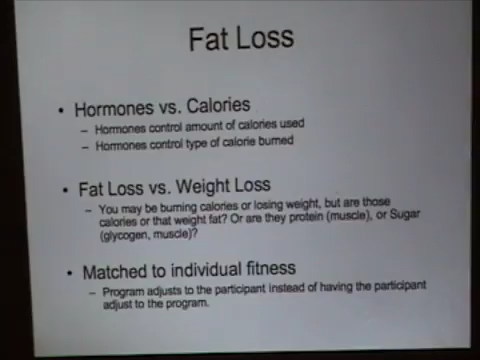 Fat Loss
• Hormones vs. Calories
– Hormones control amount of calories used
– Hormones control type of calorie burned
• Fat Loss vs. Weight Loss
– You may be burning calories or losing weight, but are those
calories or that weight fat? Or are they protein (muscle), or Sugar
(glycogen, muscle)?
• Matched to individual fitness
– Program adjusts to the participant instead of having the participant
adjust to the program.